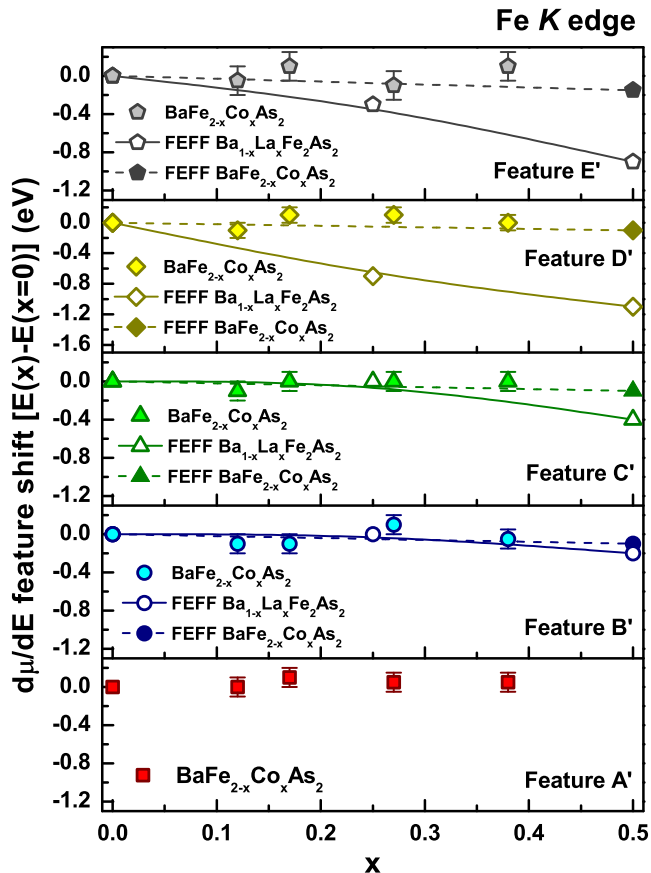 Fe K edge
dμ/dE feature shift [E(x)-E(x=0)] (eV)
0.0
-0.4
-0.8
-1.2
BaFe₂₋ₓCoₓAs₂
FEFF Ba₁₋ₓLaₓFe₂As₂
FEFF BaFe₂₋ₓCoₓAs₂
Feature E'
0.0
-0.4
-0.8
-1.2
-1.6
BaFe₂₋ₓCoₓAs₂
FEFF Ba₁₋ₓLaₓFe₂As₂
FEFF BaFe₂₋ₓCoₓAs₂
Feature D'
0.0
-0.4
-0.8
-1.2
BaFe₂₋ₓCoₓAs₂
FEFF Ba₁₋ₓLaₓFe₂As₂
FEFF BaFe₂₋ₓCoₓAs₂
Feature C'
0.0
-0.4
-0.8
-1.2
BaFe₂₋ₓCoₓAs₂
FEFF Ba₁₋ₓLaₓFe₂As₂
FEFF BaFe₂₋ₓCoₓAs₂
Feature B'
0.0
-0.4
-0.8
-1.2
BaFe₂₋ₓCoₓAs₂
Feature A'
0.0 0.1 0.2 0.3 0.4 0.5
x